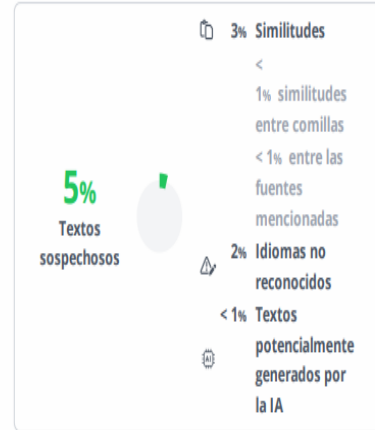 5%
Textos
sospechosos
3% Similitudes
<
1% similitudes
entre comillas
< 1% entre las
fuentes
mencionadas
2% Idiomas no
reconocidos
< 1% Textos
potencialmente
generados por
la IA
AI